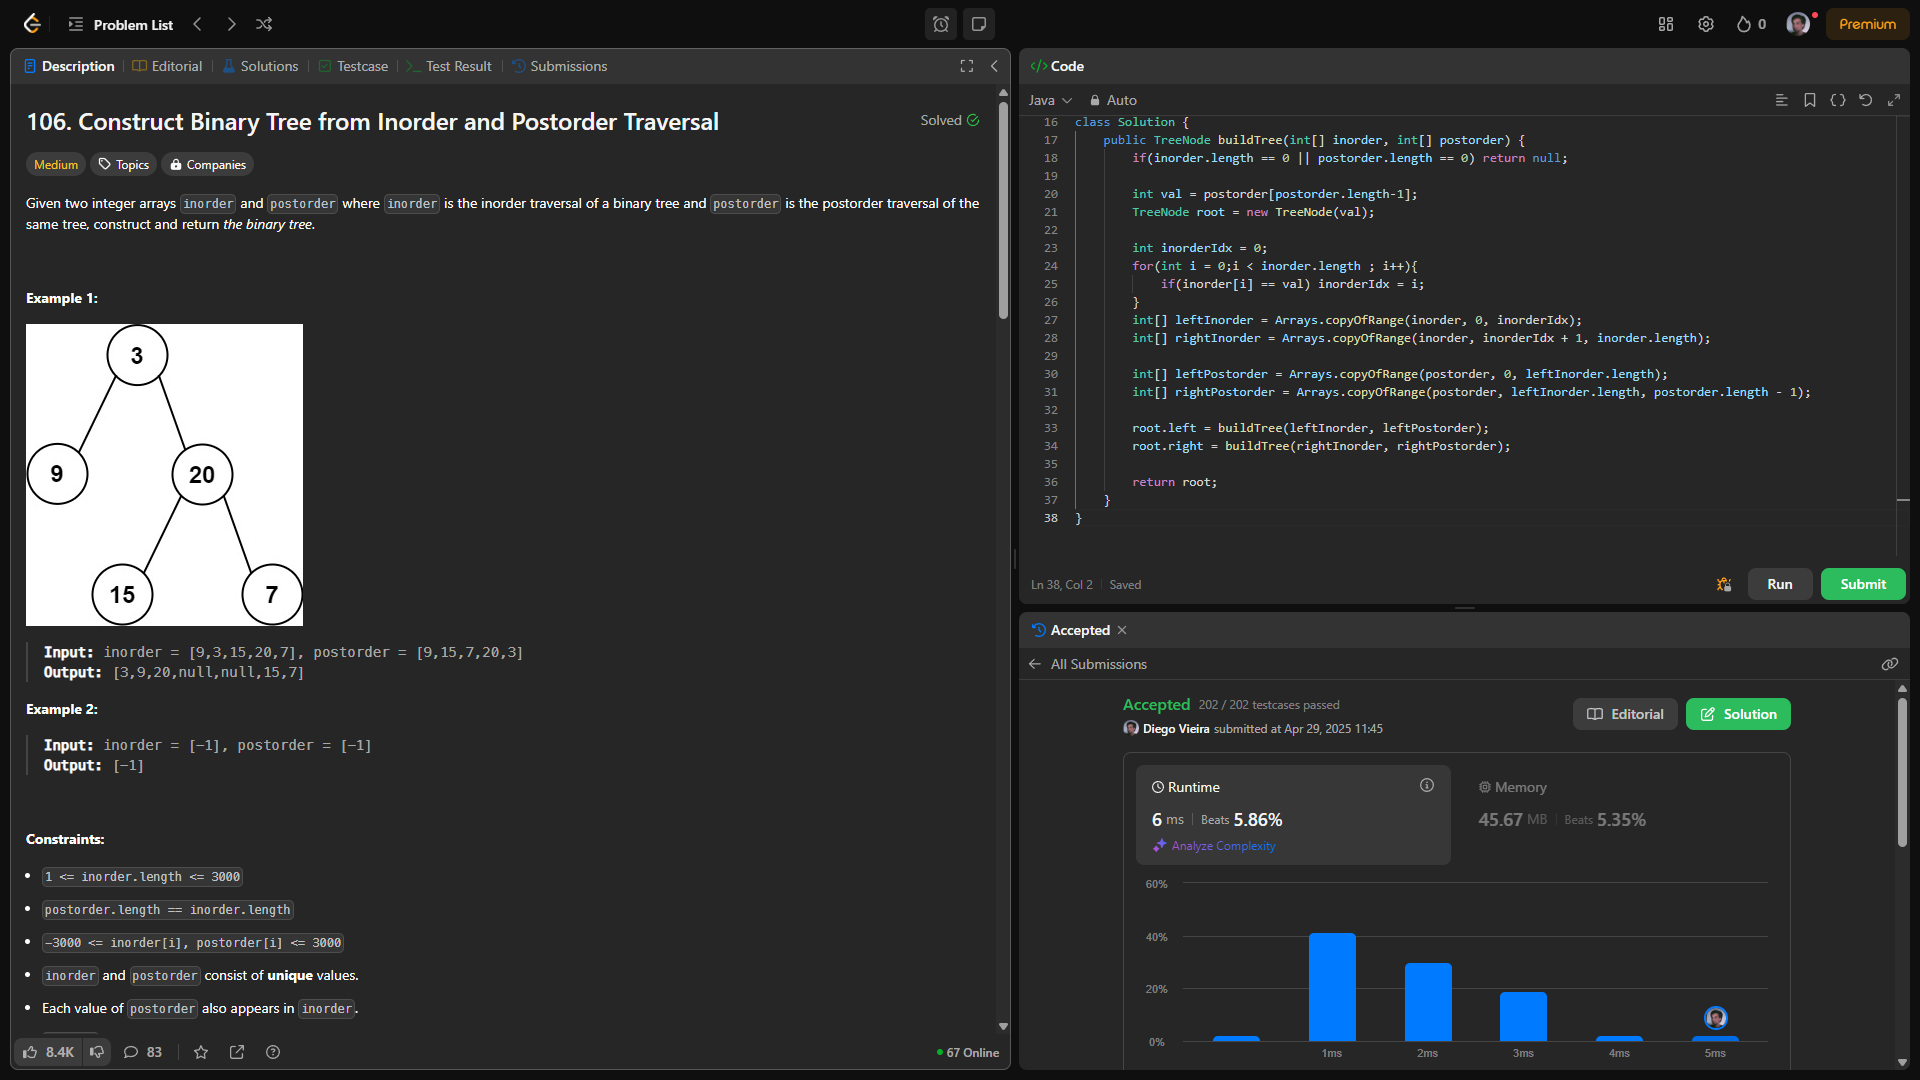 Problem List
0
Premium
Description
Editorial
Solutions
Testcase
Test Result
Submissions
106. Construct Binary Tree from Inorder and Postorder Traversal
Solved
Medium
Topics
Companies
Given two integer arrays inorder and postorder where inorder is the inorder traversal of a binary tree and postorder is the postorder traversal of the
same tree, construct and return the binary tree.
Example 1:
3
9
20
15
7
Input: inorder = [9,3,15,20,7], postorder = [9,15,7,20,3]
Output: [3,9,20,null,null,15,7]
Example 2:
Input: inorder = [-1], postorder = [-1]
Output: [-1]
Constraints:
1 <= inorder.length <= 3000
postorder.length == inorder.length
-3000 <= inorder[i], postorder[i] <= 3000
inorder and postorder consist of unique values.
Each value of postorder also appears in inorder.
8.4K
83
67 Online
</> Code
Java
Auto
16 class Solution {
17 public TreeNode buildTree(int[] inorder, int[] postorder) {
18 if(inorder.length == 0 || postorder.length == 0) return null;
19
20 int val = postorder[postorder.length-1];
21 TreeNode root = new TreeNode(val);
22
23 int inorderIdx = 0;
24 for(int i = 0;i < inorder.length ; i++){
25 if(inorder[i] == val) inorderIdx = i;
26 }
27 int[] leftInorder = Arrays.copyOfRange(inorder, 0, inorderIdx);
28 int[] rightInorder = Arrays.copyOfRange(inorder, inorderIdx + 1, inorder.length);
29
30 int[] leftPostorder = Arrays.copyOfRange(postorder, 0, leftInorder.length);
31 int[] rightPostorder = Arrays.copyOfRange(postorder, leftInorder.length, postorder.length - 1);
32
33 root.left = buildTree(leftInorder, leftPostorder);
34 root.right = buildTree(rightInorder, rightPostorder);
35
36 return root;
37 }
38 }
Ln 38, Col 2
Saved
Run
Submit
Accepted
All Submissions
Accepted 202 / 202 testcases passed
Diego Vieira submitted at Apr 29, 2025 11:45
Editorial
Solution
Runtime
6 ms
Beats 5.86%
Analyze Complexity
Memory
45.67 MB
Beats 5.35%
60%
40%
20%
0%
1ms
2ms
3ms
4ms
5ms